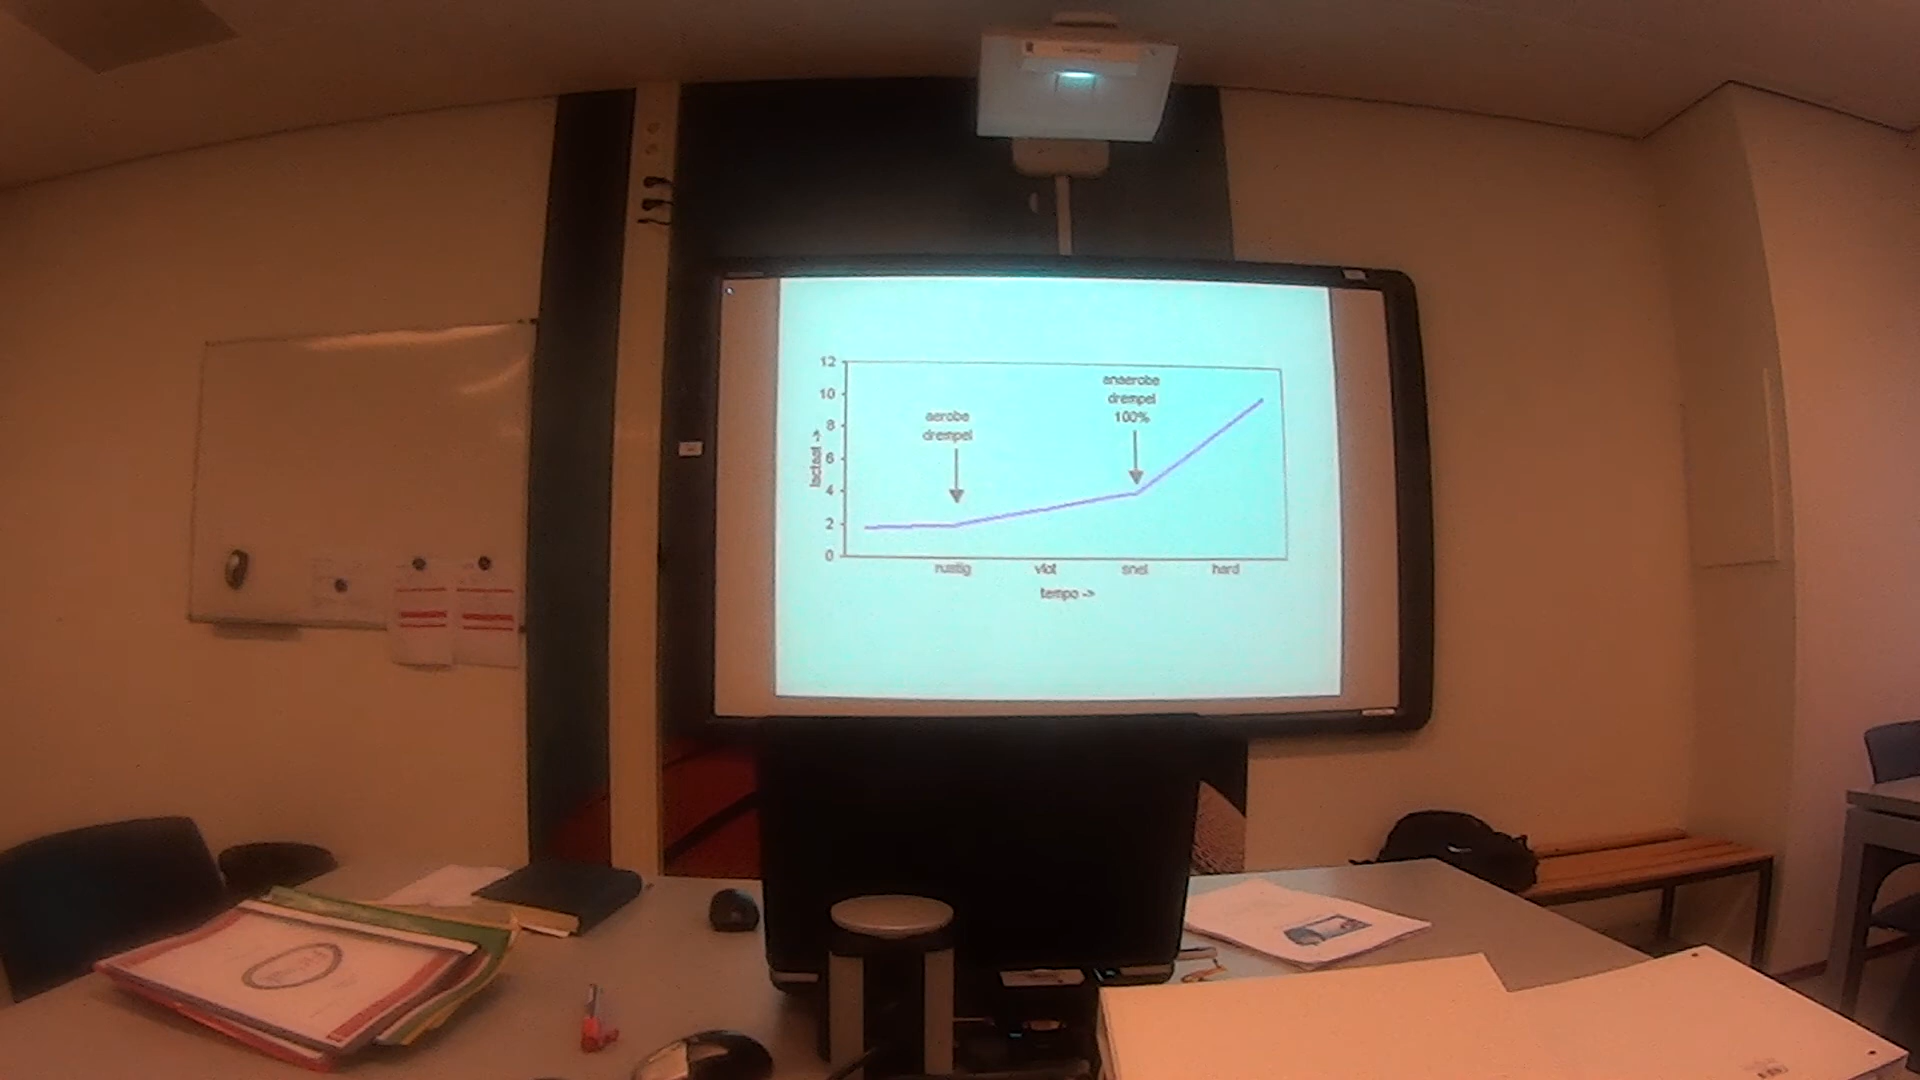 12
10
8
6
4
2
0
lactaat ->
aerobe
drempel
anaerobe
drempel
100%
rustig
vlot
snel
hard
tempo ->